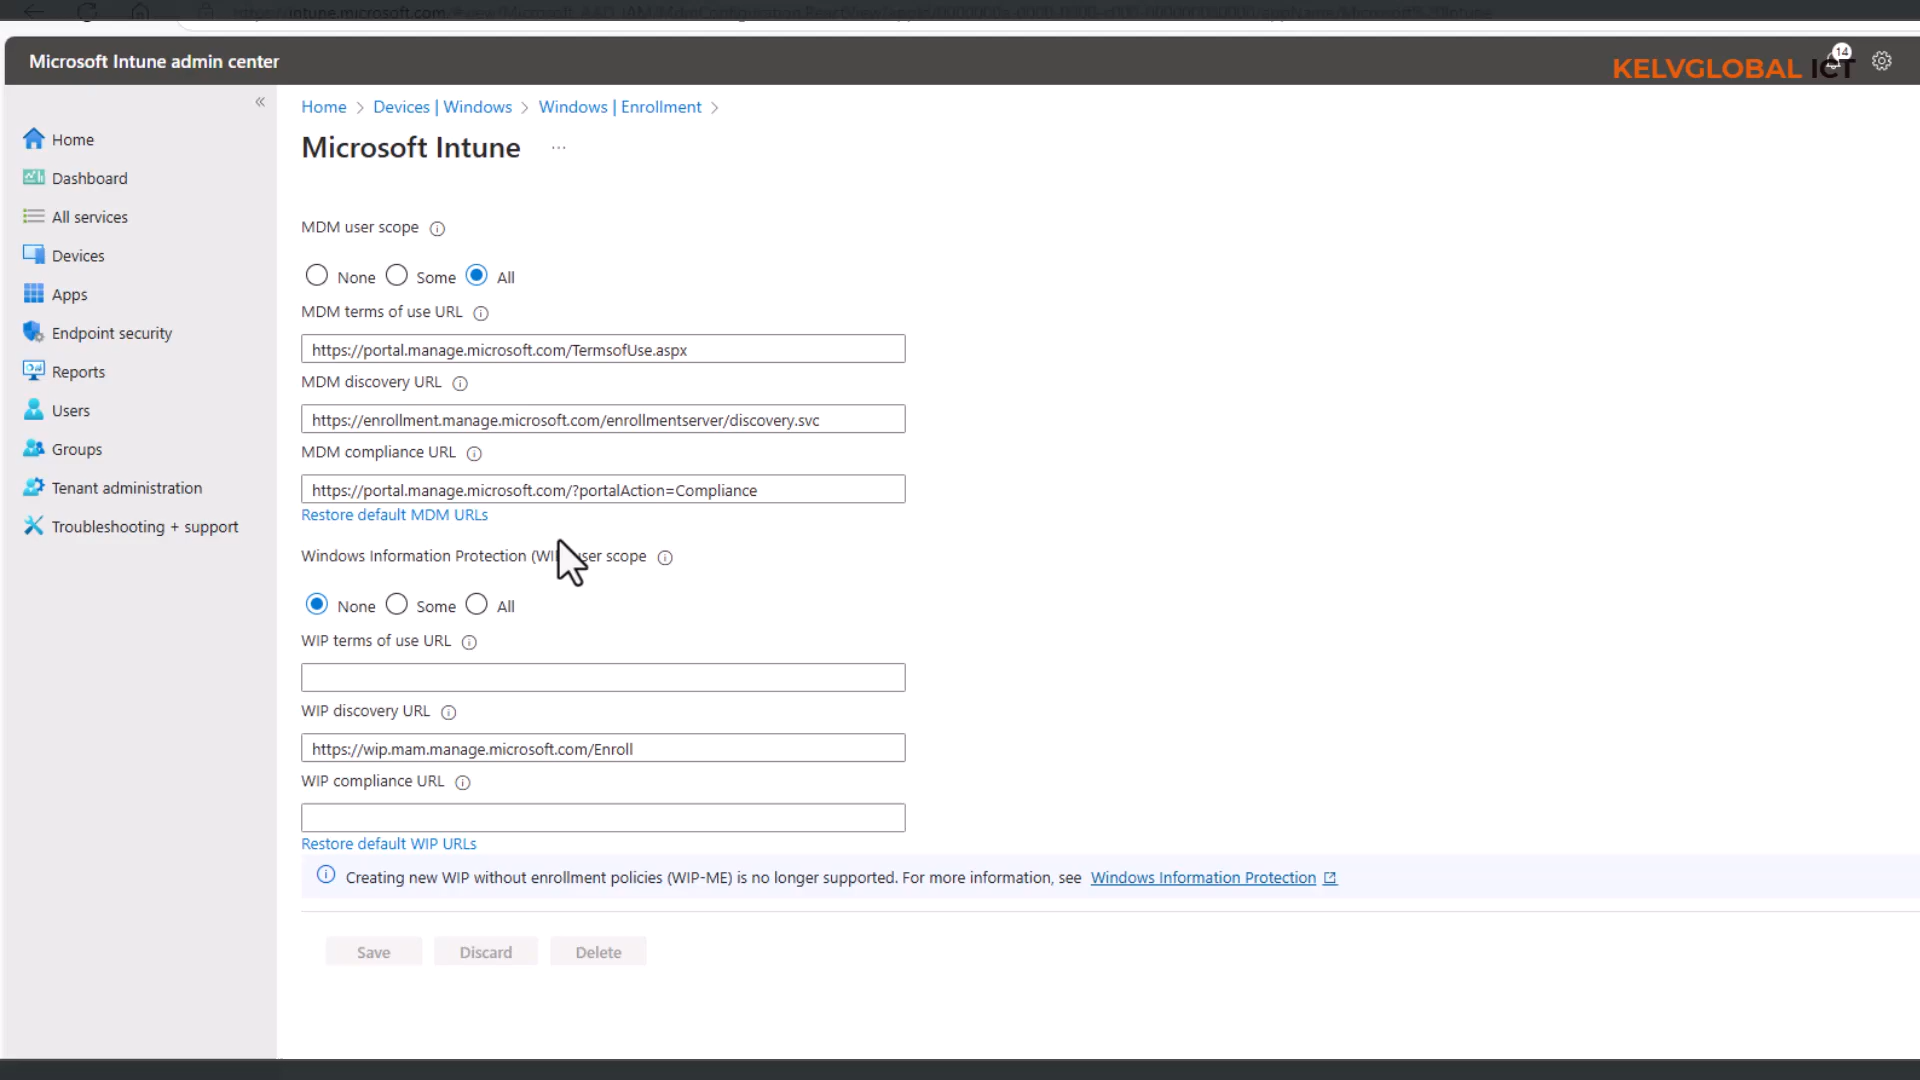 Microsoft Intune admin center
KELVGLOBAL ICT
14
Home > Devices | Windows > Windows | Enrollment >
Microsoft Intune ...
Home
Dashboard
All services
Devices
Apps
Endpoint security
Reports
Users
Groups
Tenant administration
Troubleshooting + support
MDM user scope
None Some All
MDM terms of use URL
https://portal.manage.microsoft.com/TermsofUse.aspx
MDM discovery URL
https://enrollment.manage.microsoft.com/enrollmentserver/discovery.svc
MDM compliance URL
https://portal.manage.microsoft.com/?portalAction=Compliance
Restore default MDM URLs
Windows Information Protection user scope
None Some All
WIP terms of use URL
WIP discovery URL
https://wip.mam.manage.microsoft.com/Enroll
WIP compliance URL
Restore default WIP URLs
Creating new WIP without enrollment policies (WIP-ME) is no longer supported. For more information, see Windows Information Protection
Save Discard Delete